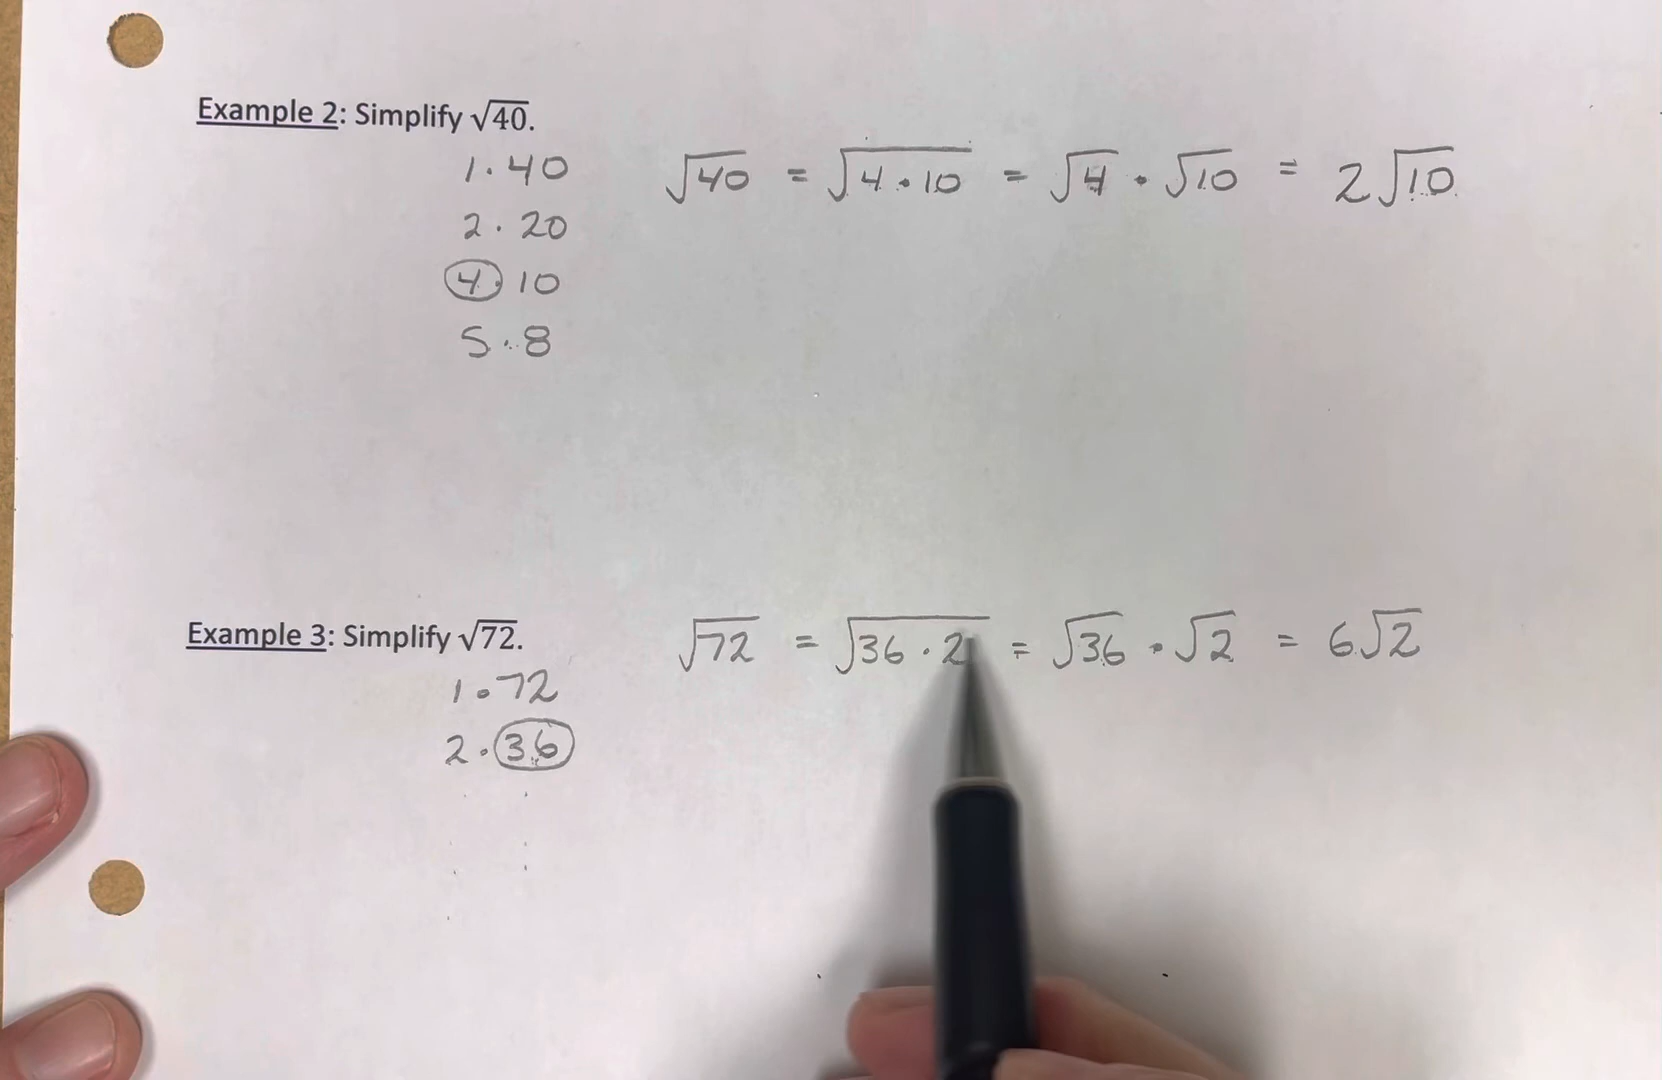 Example 2: Simplify √40.
1 · 40
√40 = √4 · 10 = √4 · √10 = 2√10
2 · 20
4 · 10
5 · 8
Example 3: Simplify √72.
√72 = √36 · 2 = √36 · √2 = 6√2
1 · 72
2 · 36